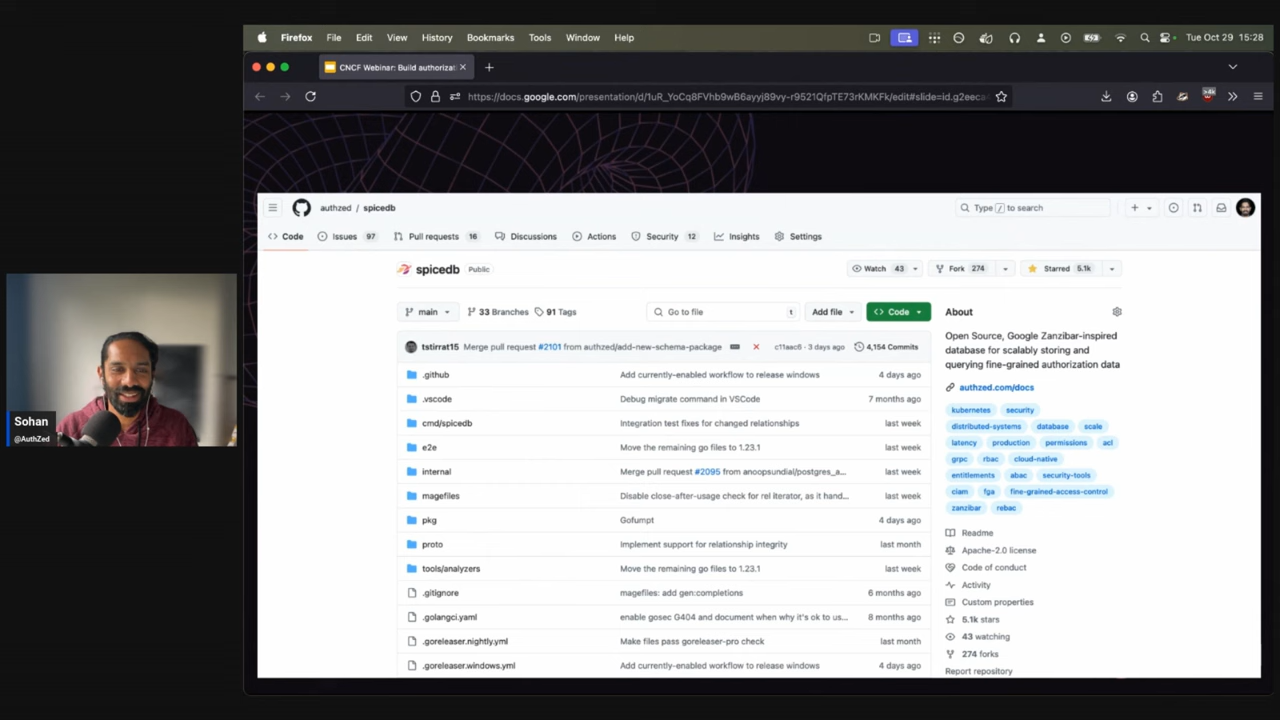 Firefox File Edit View History Bookmarks Tools Window Help Tue Oct 29 15:28
CNCF Webinar: Build authorizat
https://docs.google.com/presentation/d/1uR_YoCq8FVhb9wB6ayyj89vy-r9521QfpTE73rKMKFk/edit#slide=id.g2eeca
authzed / spicedb Type / to search
Code Issues 97 Pull requests 16 Discussions Actions Security 12 Insights Settings
spicedb Public Watch 43 Fork 274 Starred 5.1k
main 33 Branches 91 Tags Go to file t Add file Code
tstirrat15 Merge pull request #2101 from authzed/add-new-schema-package c11aac6 · 3 days ago 4,154 Commits
.github Add currently-enabled workflow to release windows 4 days ago
.vscode Debug migrate command in VSCode 7 months ago
cmd/spicedb Integration test fixes for changed relationships last week
e2e Move the remaining go files to 1.23.1 last week
internal Merge pull request #2095 from anoopsundial/postgres_a... last week
magefiles Disable close-after-usage check for rel iterator, as it hand... last week
pkg Gofumpt 4 days ago
proto Implement support for relationship integrity last month
tools/analyzers Move the remaining go files to 1.23.1 last week
.gitignore magefiles: add gen:completions 6 months ago
.golangci.yaml enable gosec G404 and document when why it's ok to us... 8 months ago
.goreleaser.nightly.yml Make files pass goreleaser-pro check last month
.goreleaser.windows.yml Add currently-enabled workflow to release windows 4 days ago
About
Open Source, Google Zanzibar-inspired
database for scalably storing and
querying fine-grained authorization data
authzed.com/docs
kubernetes security
distributed-systems database scale
latency production permissions acl
grpc rbac cloud-native
entitlements abac security-tools
ciam fga fine-grained-access-control
zanzibar rebac
Readme
Apache-2.0 license
Code of conduct
Activity
Custom properties
5.1k stars
43 watching
274 forks
Report repository
Sohan
@AuthZed